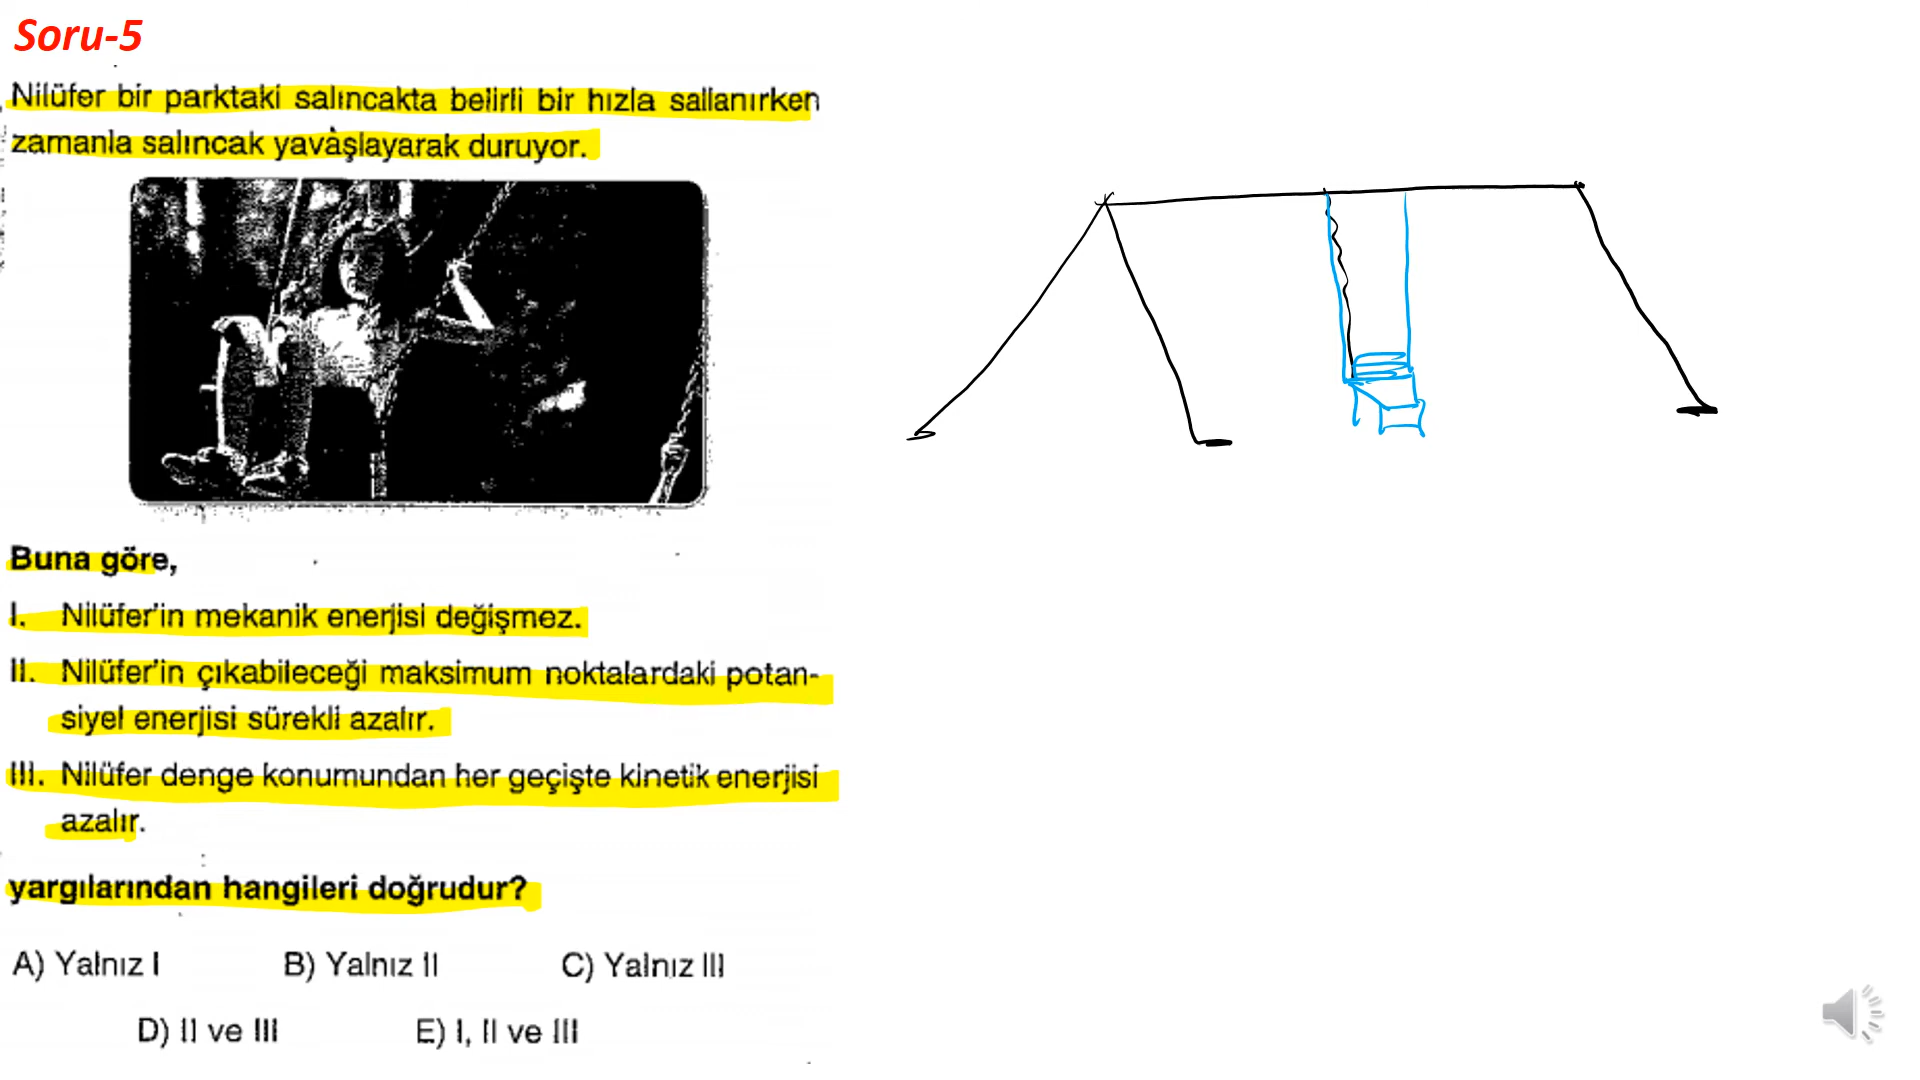 Soru-5
Nilüfer bir parktaki salıncakta belirli bir hızla sallanırken
zamanla salıncak yavaşlayarak duruyor.
Buna göre,
I. Nilüfer'in mekanik enerjisi değişmez.
II. Nilüfer'in çıkabileceği maksimum noktalardaki potan-
siyel enerjisi sürekli azalır.
III. Nilüfer denge konumundan her geçişte kinetik enerjisi
azalır.
yargılarından hangileri doğrudur?
A) Yalnız I B) Yalnız II C) Yalnız III
D) II ve III E) I, II ve III